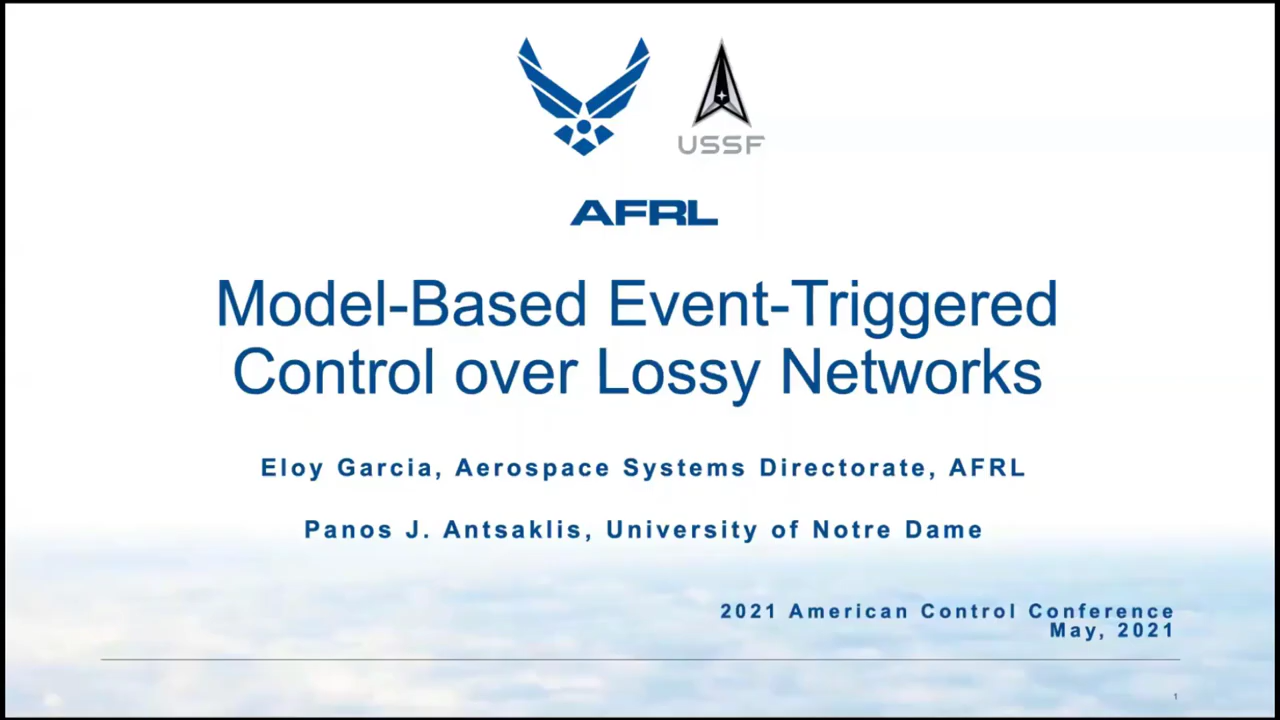 USSF
AFRL
Model-Based Event-Triggered
Control over Lossy Networks
Eloy Garcia, Aerospace Systems Directorate, AFRL
Panos J. Antsaklis, University of Notre Dame
2021 American Control Conference
May, 2021
1